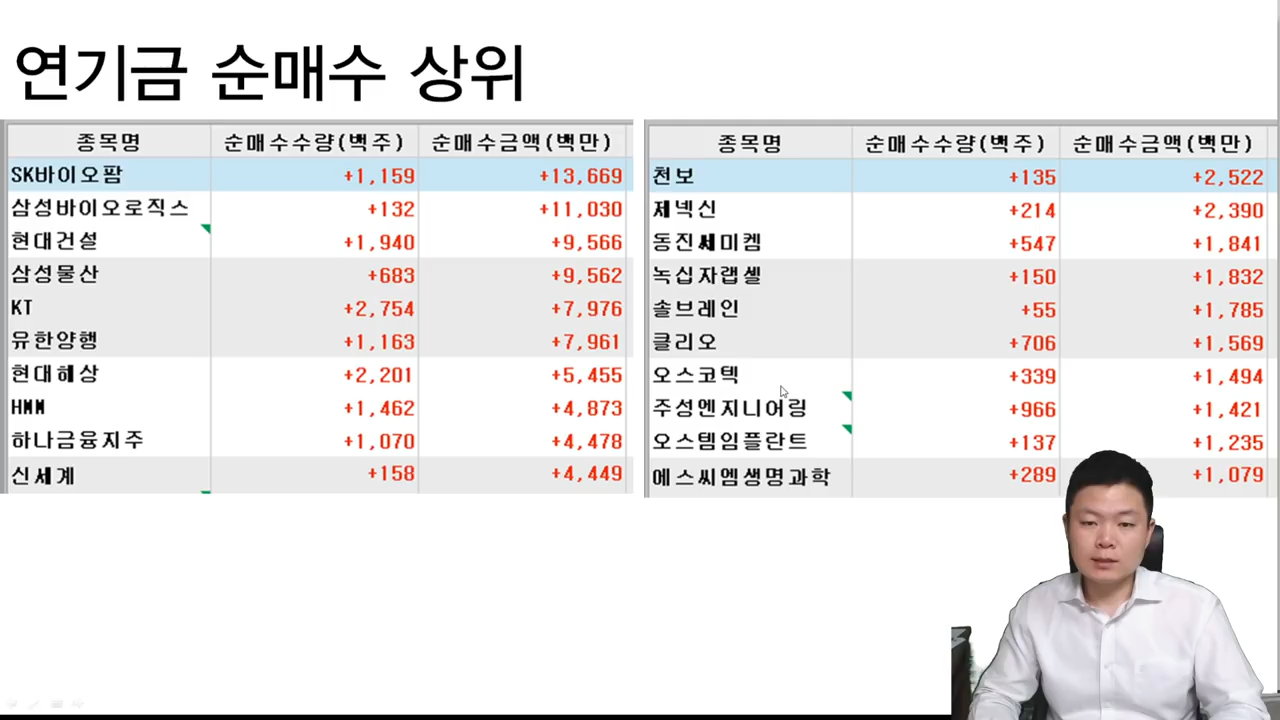 연기금 순매수 상위
종목명 순매수수량(백주) 순매수금액(백만)
SK바이오팜 +1,159 +13,669
삼성바이오로직스 +132 +11,030
현대건설 +1,940 +9,566
삼성물산 +683 +9,562
KT +2,754 +7,976
유한양행 +1,163 +7,961
현대해상 +2,201 +5,455
HMM +1,462 +4,873
하나금융지주 +1,070 +4,478
신세계 +158 +4,449
종목명 순매수수량(백주) 순매수금액(백만)
천보 +135 +2,522
제넥신 +214 +2,390
동진쎄미켐 +547 +1,841
녹십자랩셀 +150 +1,832
솔브레인 +55 +1,785
클리오 +706 +1,569
오스코텍 +339 +1,494
주성엔지니어링 +966 +1,421
오스템임플란트 +137 +1,235
에스씨엠생명과학 +289 +1,079